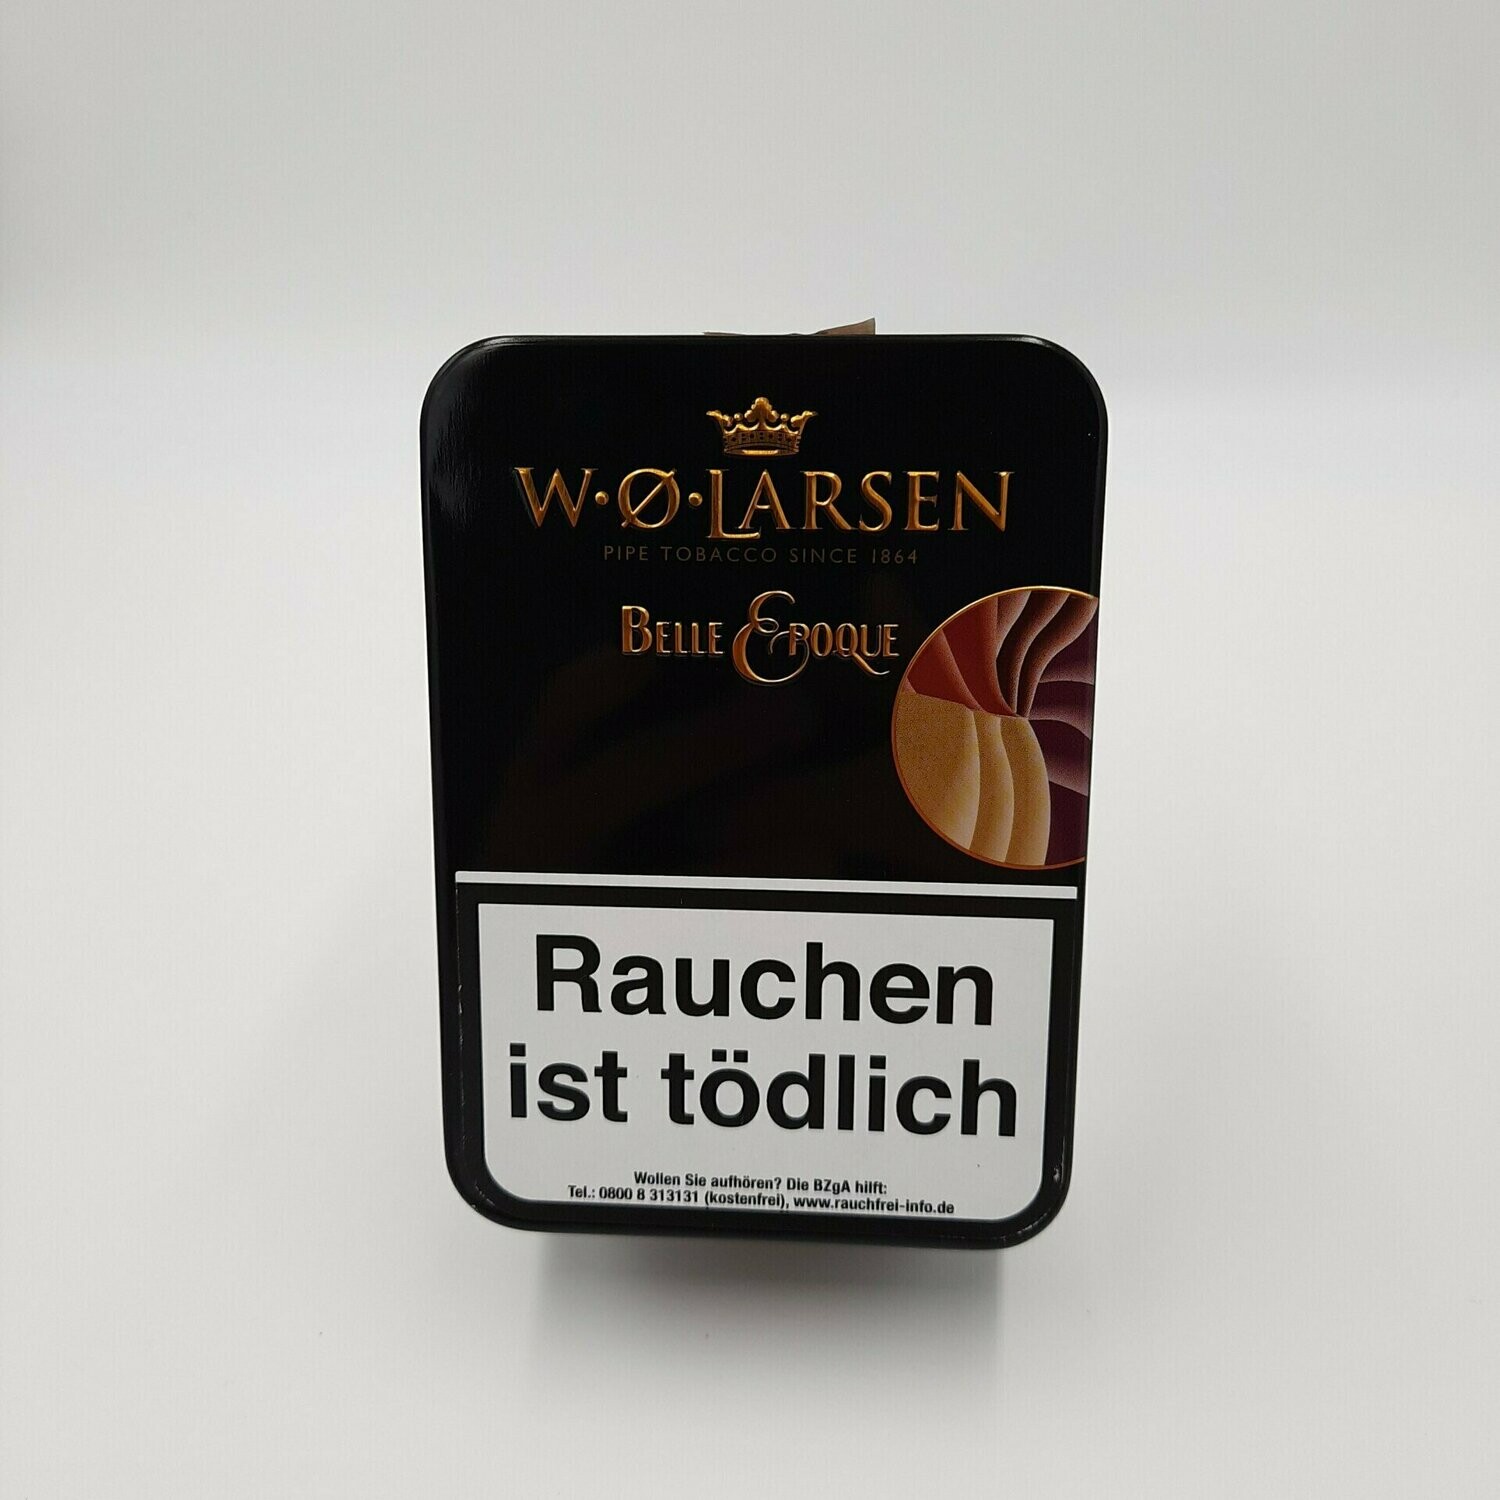 W·Ø·LARSEN
PIPE TOBACCO SINCE 1864
BELLE EPOQUE
Rauchen
ist tödlich
Wollen Sie aufhören? Die BZgA hilft:
Tel.: 0800 8 313131 (kostenfrei), www.rauchfrei-info.de